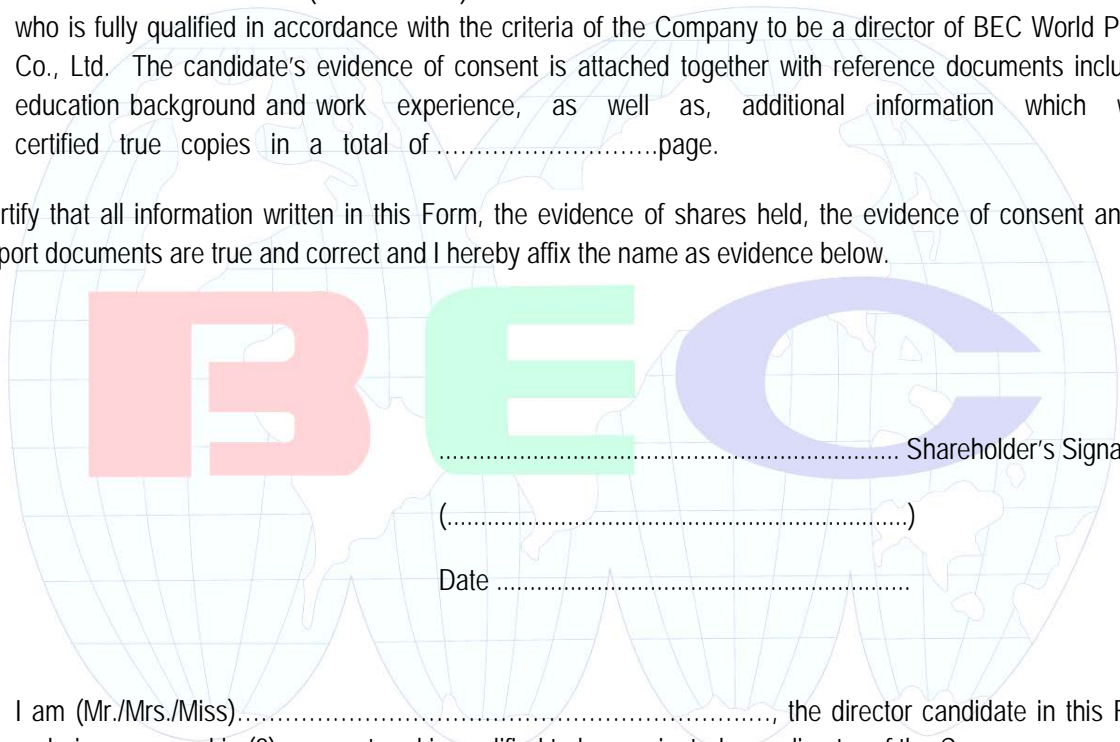 who is fully qualified in accordance with the criteria of the Company to be a director of BEC World P
Co., Ltd. The candidate's evidence of consent is attached together with reference documents inclu
education background and work experience, as well as, additional information which
certified true copies in a total of ............................page.
rtify that all information written in this Form, the evidence of shares held, the evidence of consent an
port documents are true and correct and I hereby affix the name as evidence below.
BEC
..................................................................... Shareholder's Signa
(.....................................................................)
Date ..............................................................
I am (Mr./Mrs./Miss)................................................................................, the director candidate in this F